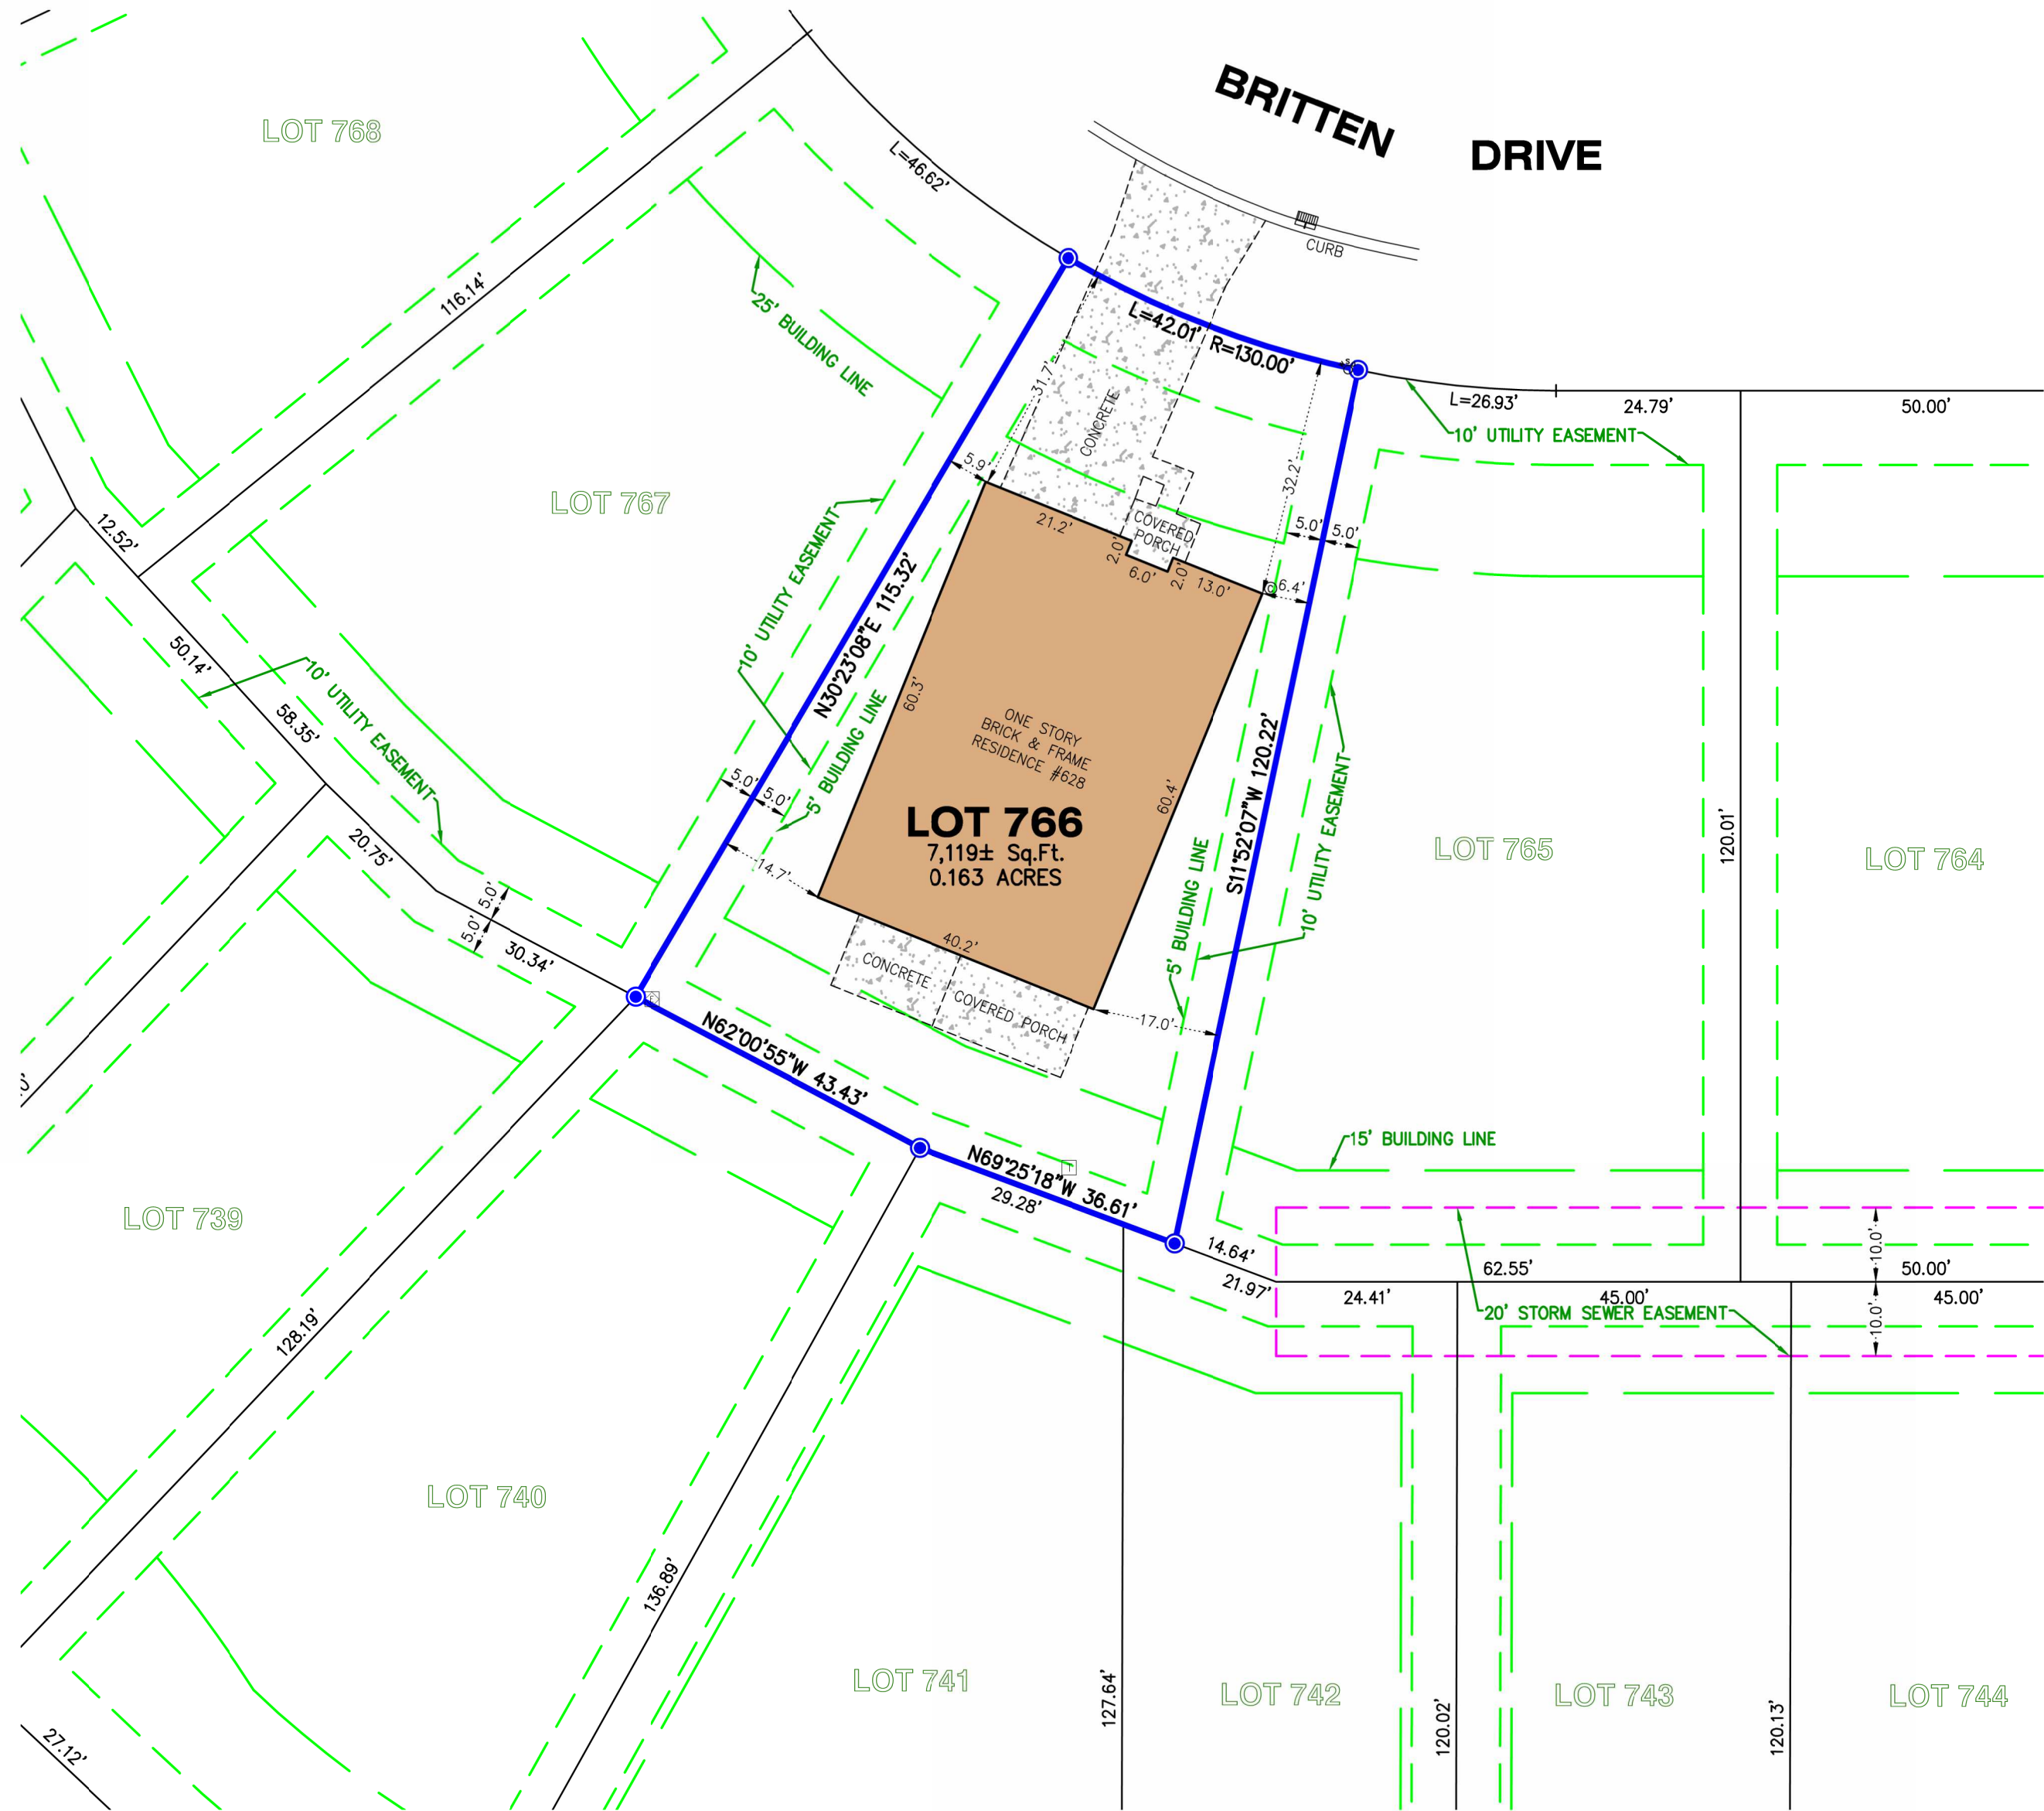 BRITTEN
DRIVE
LOT 768
L=46.62'
CURB
116.14'
25' BUILDING LINE
L=42.01' R=130.00'
31.7'
CONCRETE
L=26.93'
24.79'
50.00'
10' UTILITY EASEMENT
5.9'
32.2'
LOT 767
12.52'
21.2'
2.0'
COVERED
PORCH
6.0'
2.0'
13.0'
5.0'
5.0'
6.4'
10' UTILITY EASEMENT
N30°23'08"E 115.32'
50.14'
10' UTILITY EASEMENT
58.35'
60.3'
ONE STORY
BRICK & FRAME
RESIDENCE #628
5' BUILDING LINE
5.0'
5.0'
60.4'
S11°52'07"W 120.22'
10' UTILITY EASEMENT
LOT 766
7,119± Sq.Ft.
0.163 ACRES
LOT 765
120.01'
LOT 764
20.75'
14.7'
5.0'
5.0'
30.34'
40.2'
CONCRETE
COVERED PORCH
5' BUILDING LINE
17.0'
N62°00'55"W 43.43'
15' BUILDING LINE
N69°25'18"W 36.61'
29.28'
LOT 739
14.64'
21.97'
62.55'
10.0'
50.00'
24.41'
45.00'
45.00'
20' STORM SEWER EASEMENT
10.0'
128.19'
LOT 740
136.89'
LOT 741
127.64'
LOT 742
120.02'
LOT 743
120.13'
LOT 744
27.12'